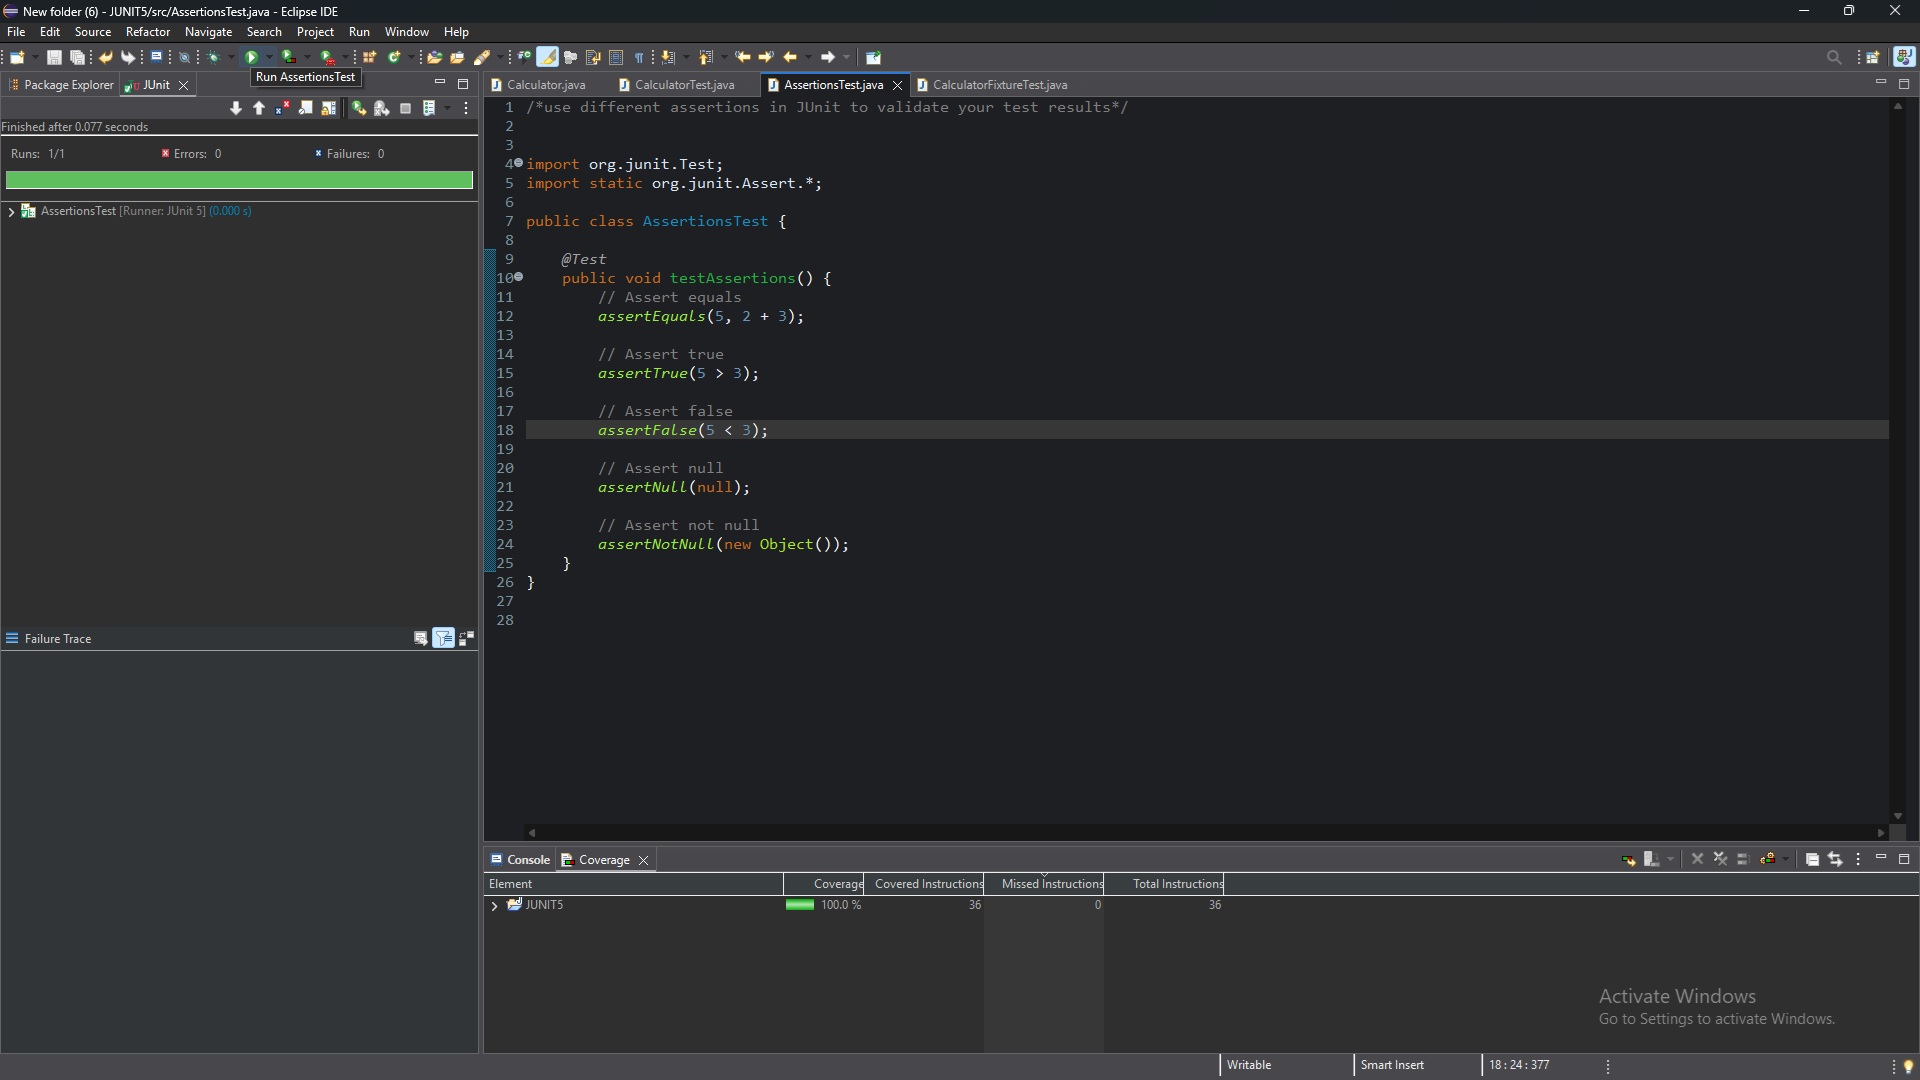 New folder (6) - JUNIT5/src/AssertionsTest.java - Eclipse IDE
File Edit Source Refactor Navigate Search Project Run Window Help
Run AssertionsTest
Package Explorer JUnit
Finished after 0.077 seconds
Runs: 1/1 Errors: 0 Failures: 0
AssertionsTest [Runner: JUnit 5] (0.000 s)
Failure Trace
Calculator.java CalculatorTest.java AssertionsTest.java CalculatorFixtureTest.java
1 /*use different assertions in JUnit to validate your test results*/
2
3
4 import org.junit.Test;
5 import static org.junit.Assert.*;
6
7 public class AssertionsTest {
8
9 @Test
10 public void testAssertions() {
11 // Assert equals
12 assertEquals(5, 2 + 3);
13
14 // Assert true
15 assertTrue(5 > 3);
16
17 // Assert false
18 assertFalse(5 < 3);
19
20 // Assert null
21 assertNull(null);
22
23 // Assert not null
24 assertNotNull(new Object());
25 }
26 }
27
28
Console Coverage
Element Coverage Covered Instructions Missed Instructions Total Instructions
JUNIT5 100.0 % 36 0 36
Activate Windows
Go to Settings to activate Windows.
Writable Smart Insert 18 : 24 : 377